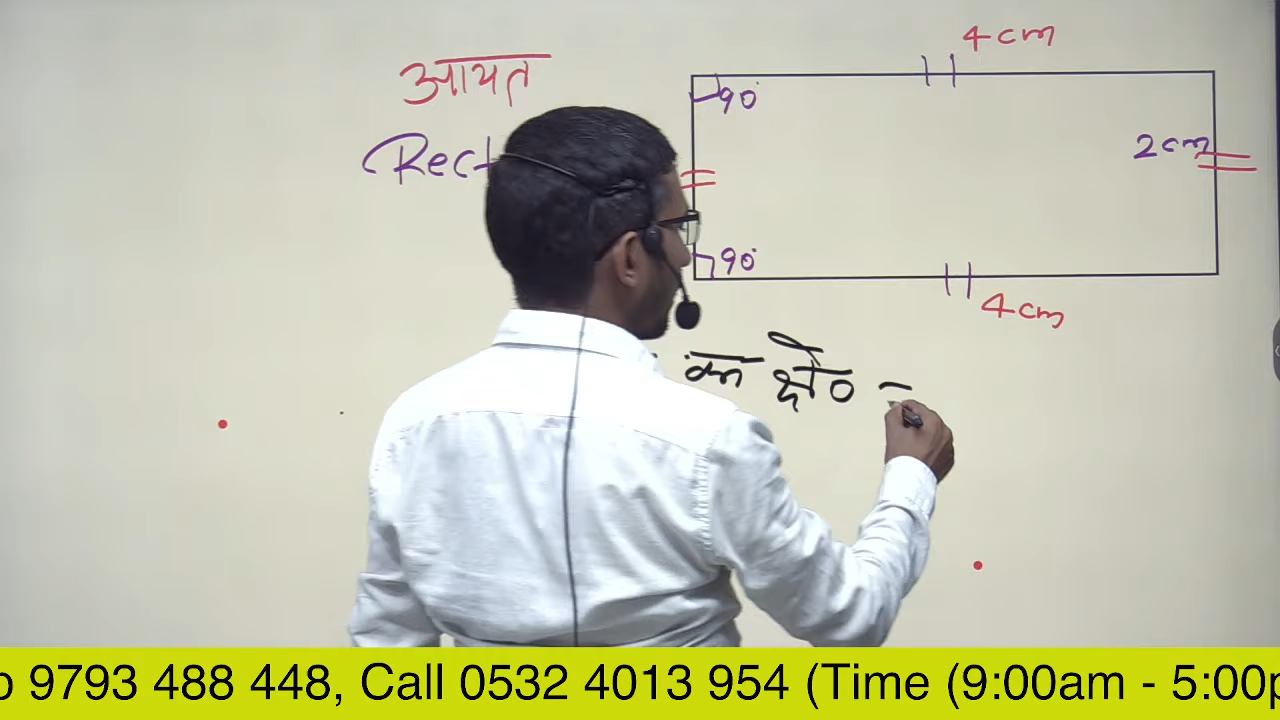 4cm
आयत
90°
Rect
2cm
90°
4cm
का क्षे० =
9793 488 448, Call 0532 4013 954 (Time (9:00am - 5:00p